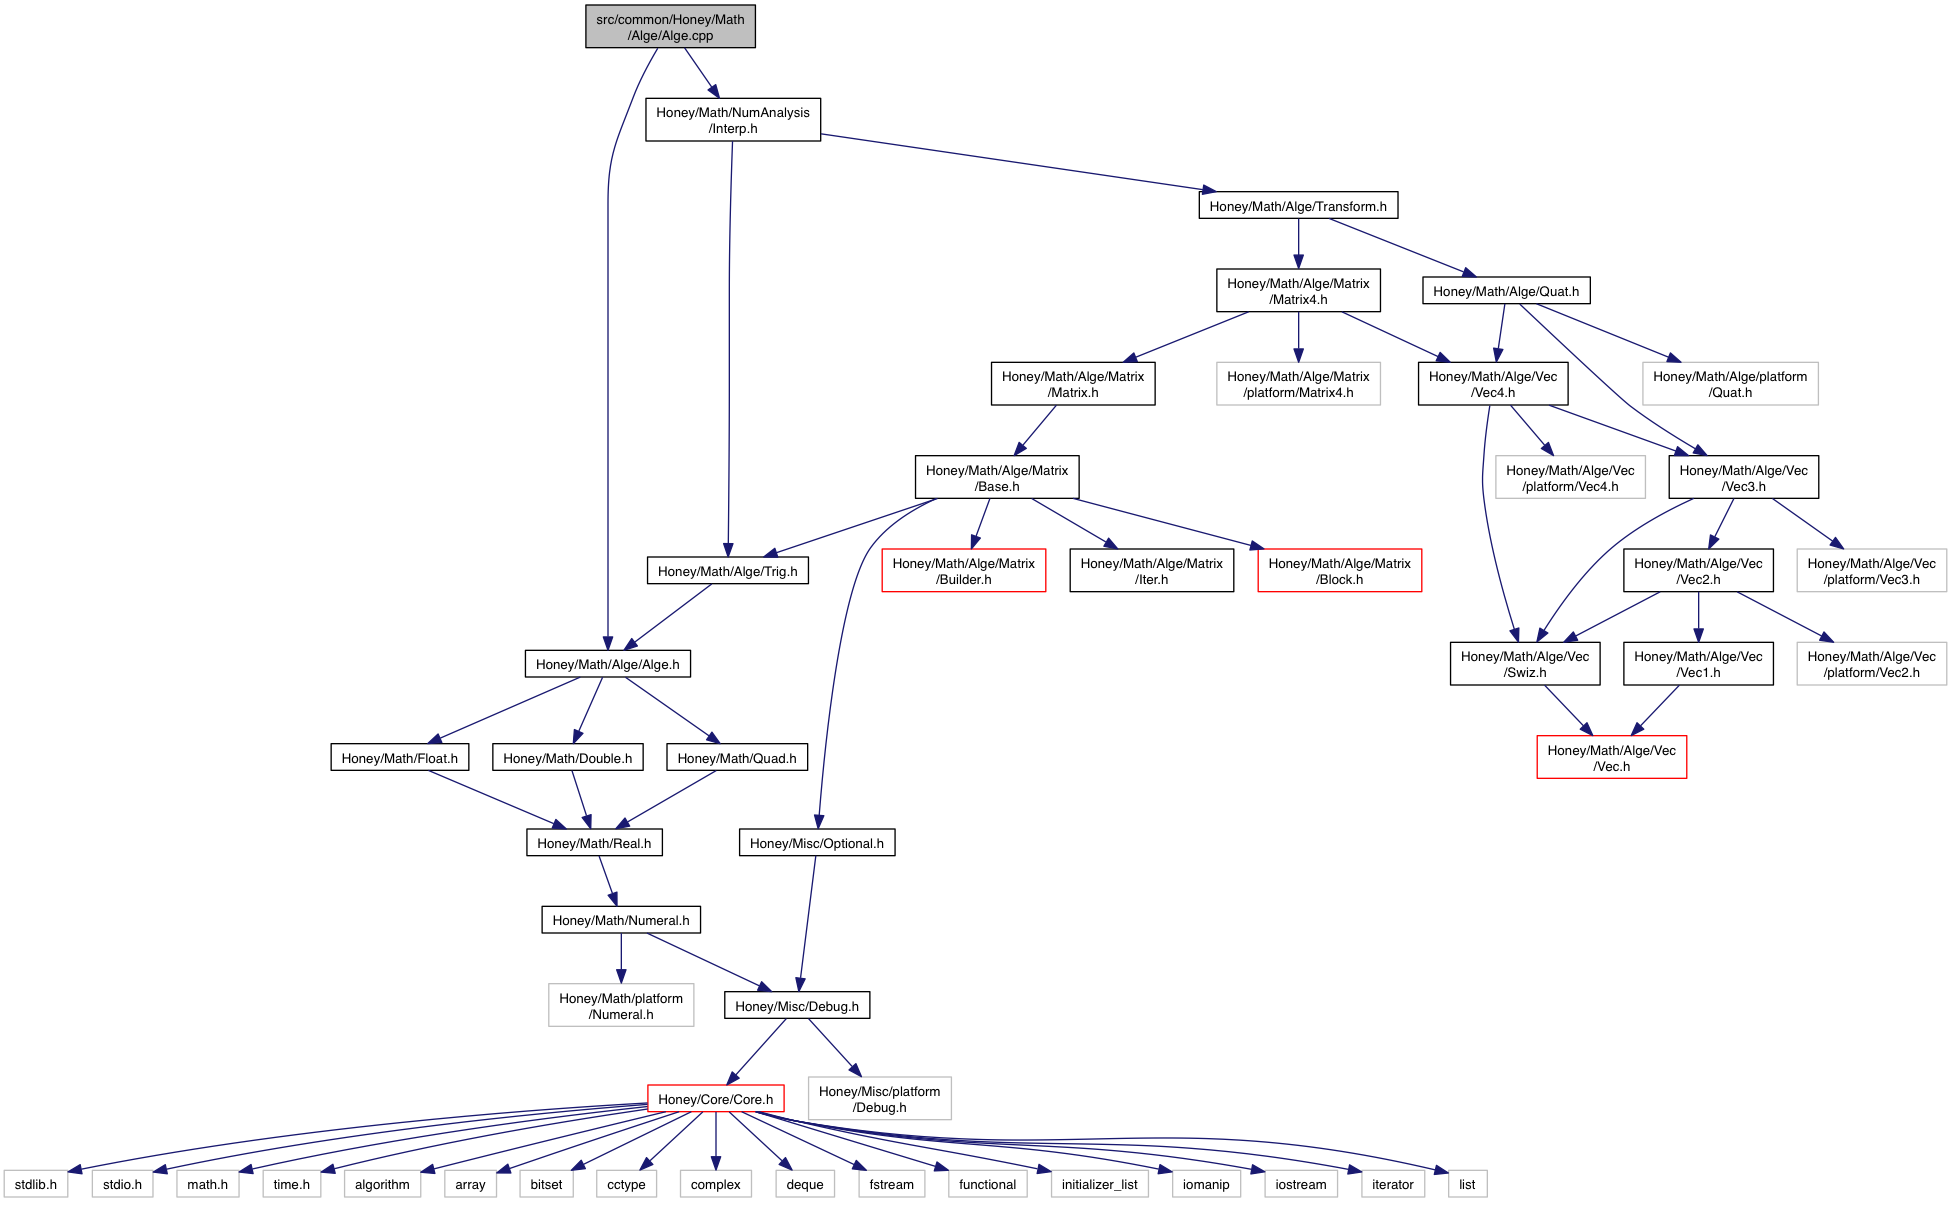 src/common/Honey/Math
/Alge/Alge.cpp
Honey/Math/NumAnalysis
/Interp.h
Honey/Math/Alge/Transform.h
Honey/Math/Alge/Matrix
/Matrix4.h
Honey/Math/Alge/Quat.h
Honey/Math/Alge/Matrix
/Matrix.h
Honey/Math/Alge/Matrix
/platform/Matrix4.h
Honey/Math/Alge/Vec
/Vec4.h
Honey/Math/Alge/platform
/Quat.h
Honey/Math/Alge/Matrix
/Base.h
Honey/Math/Alge/Vec
/platform/Vec4.h
Honey/Math/Alge/Vec
/Vec3.h
Honey/Math/Alge/Trig.h
Honey/Math/Alge/Matrix
/Builder.h
Honey/Math/Alge/Matrix
/Iter.h
Honey/Math/Alge/Matrix
/Block.h
Honey/Math/Alge/Vec
/Vec2.h
Honey/Math/Alge/Vec
/platform/Vec3.h
Honey/Math/Alge/Alge.h
Honey/Math/Alge/Vec
/Swiz.h
Honey/Math/Alge/Vec
/Vec1.h
Honey/Math/Alge/Vec
/platform/Vec2.h
Honey/Math/Float.h
Honey/Math/Double.h
Honey/Math/Quad.h
Honey/Math/Alge/Vec
/Vec.h
Honey/Math/Real.h
Honey/Misc/Optional.h
Honey/Math/Numeral.h
Honey/Math/platform
/Numeral.h
Honey/Misc/Debug.h
Honey/Core/Core.h
Honey/Misc/platform
/Debug.h
stdlib.h
stdio.h
math.h
time.h
algorithm
array
bitset
cctype
complex
deque
fstream
functional
initializer_list
iomanip
iostream
iterator
list